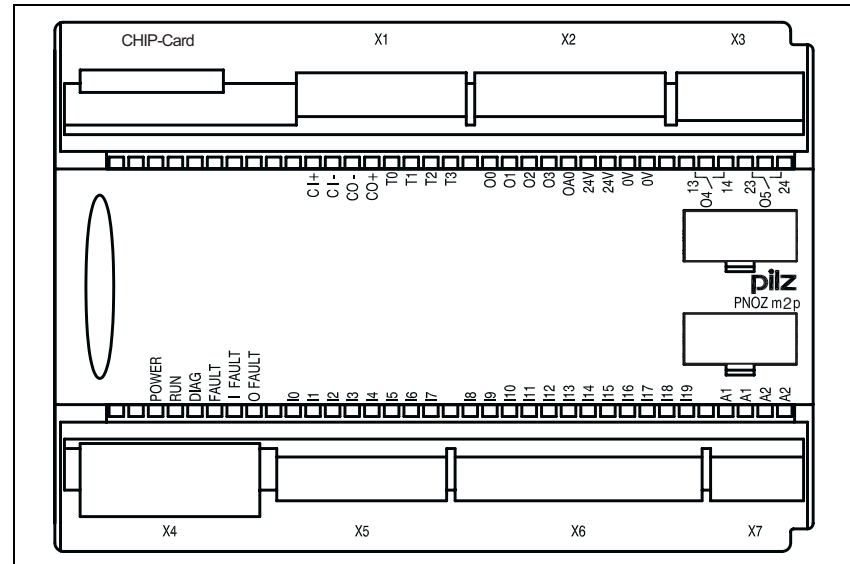 CHIP-Card X1 X2 X3
CI+ CI- CO- CO+ T0 T1 T2 T3 O0 O1 O2 O3 OA0 24V 24V 0V 0V 13 O4 14 23 O5 24
pilz
PNOZ m2p
POWER RUN DIAG FAULT I FAULT O FAULT I0 I1 I2 I3 I4 I5 I6 I7 I8 I9 I10 I11 I12 I13 I14 I15 I16 I17 I18 I19 A1 A1 A2 A2
X4 X5 X6 X7